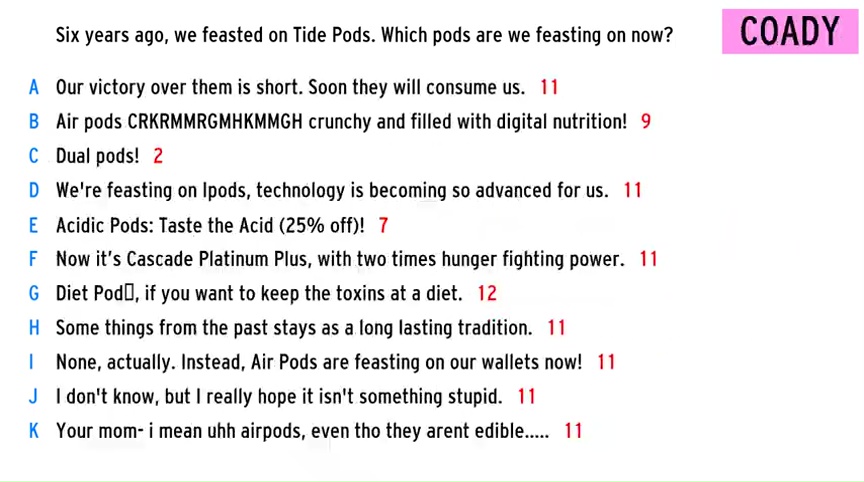 Six years ago, we feasted on Tide Pods. Which pods are we feasting on now?
COADY
A Our victory over them is short. Soon they will consume us. 11
B Air pods CRKRMMRGMHKMMGH crunchy and filled with digital nutrition! 9
C Dual pods! 2
D We're feasting on Ipods, technology is becoming so advanced for us. 11
E Acidic Pods: Taste the Acid (25% off)! 7
F Now it's Cascade Platinum Plus, with two times hunger fighting power. 11
G Diet Pod▯, if you want to keep the toxins at a diet. 12
H Some things from the past stays as a long lasting tradition. 11
I None, actually. Instead, Air Pods are feasting on our wallets now! 11
J I don't know, but I really hope it isn't something stupid. 11
K Your mom- i mean uhh airpods, even tho they arent edible..... 11